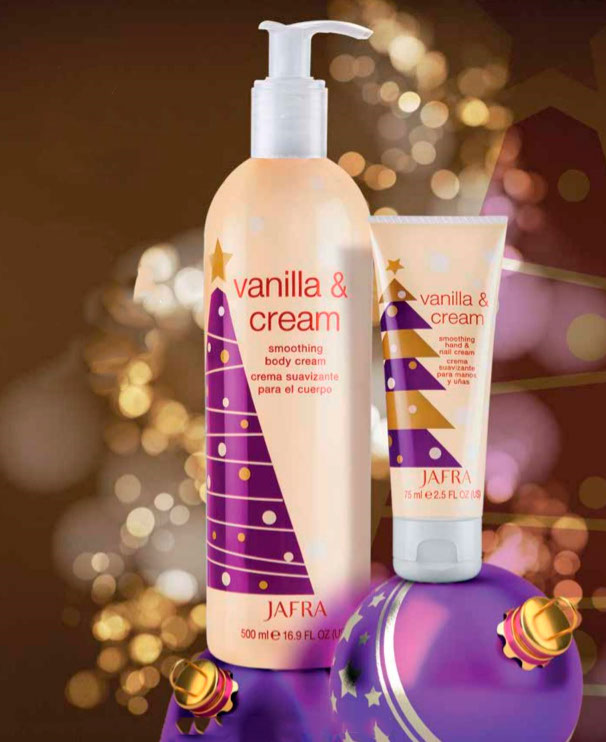 vanilla &
cream
smoothing
body cream
crema suavizante
para el cuerpo
JAFRA
500 ml e 16.9 FL OZ (U
vanilla &
cream
smoothing
hand &
nail cream
crema
suavizante
para manos
y uñas
JAFRA
75 ml e 2.5 FL OZ (US